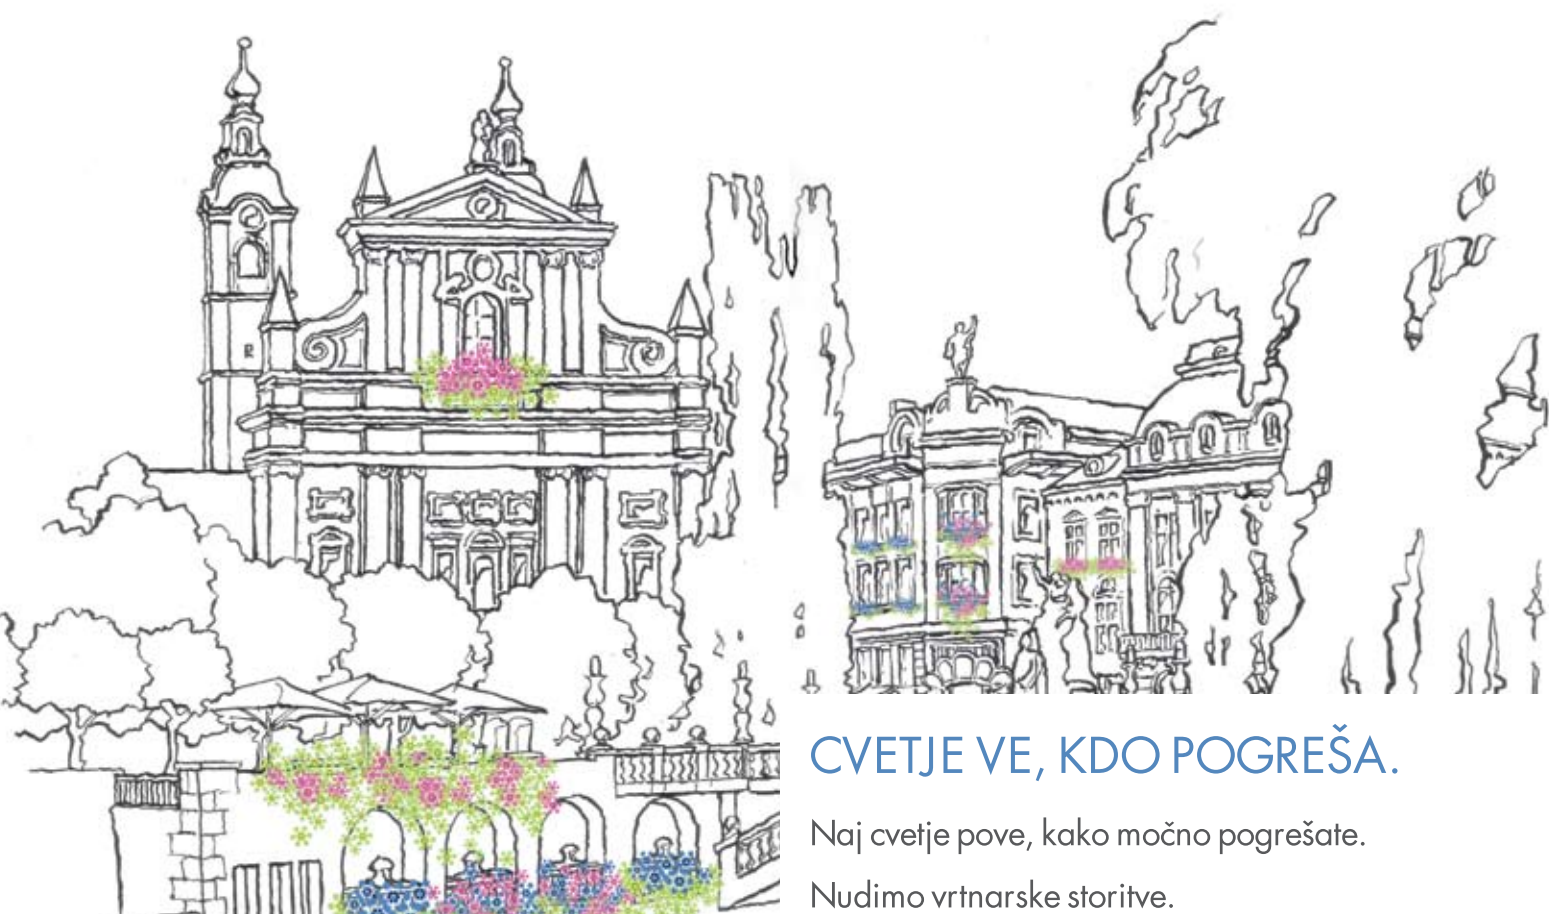 CVETJE VE, KDO POGREŠA.
Naj cvetje pove, kako močno pogrešate.
Nudimo vrtnarske storitve.